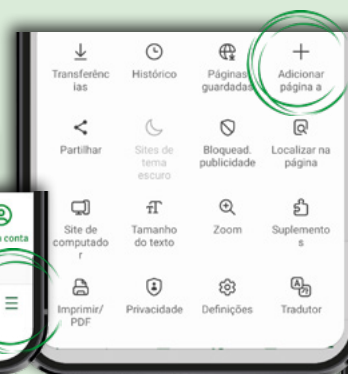 Transferênc
ias
Histórico
Páginas
guardadas
Adicionar
página a
Partilhar
Sites de
tema
escuro
Bloquead.
publicidade
Localizar na
página
Site de
computado
r
Tamanho
do texto
Zoom
Suplemento
s
Imprimir/
PDF
Privacidade
Definições
Tradutor
conta